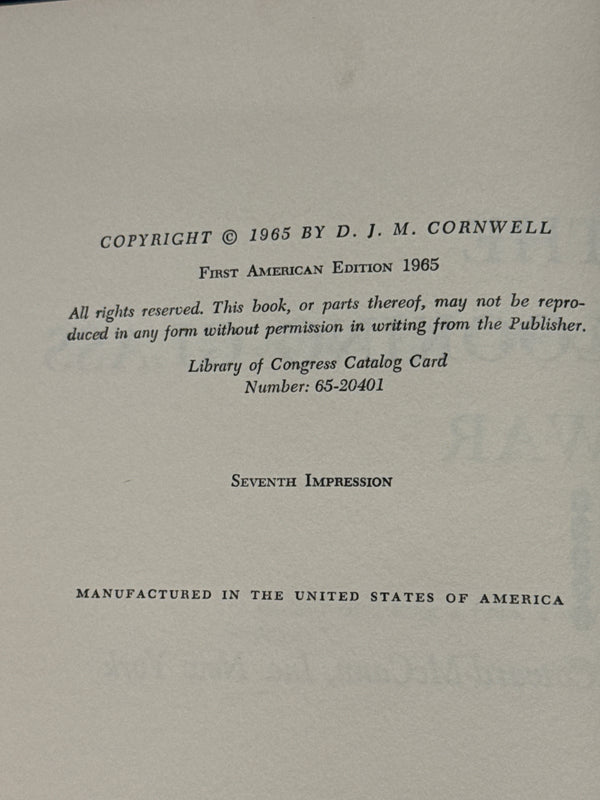 COPYRIGHT © 1965 BY D. J. M. CORNWELL
FIRST AMERICAN EDITION 1965
All rights reserved. This book, or parts thereof, may not be repro-
duced in any form without permission in writing from the Publisher.
Library of Congress Catalog Card
Number: 65-20401
SEVENTH IMPRESSION
MANUFACTURED IN THE UNITED STATES OF AMERICA